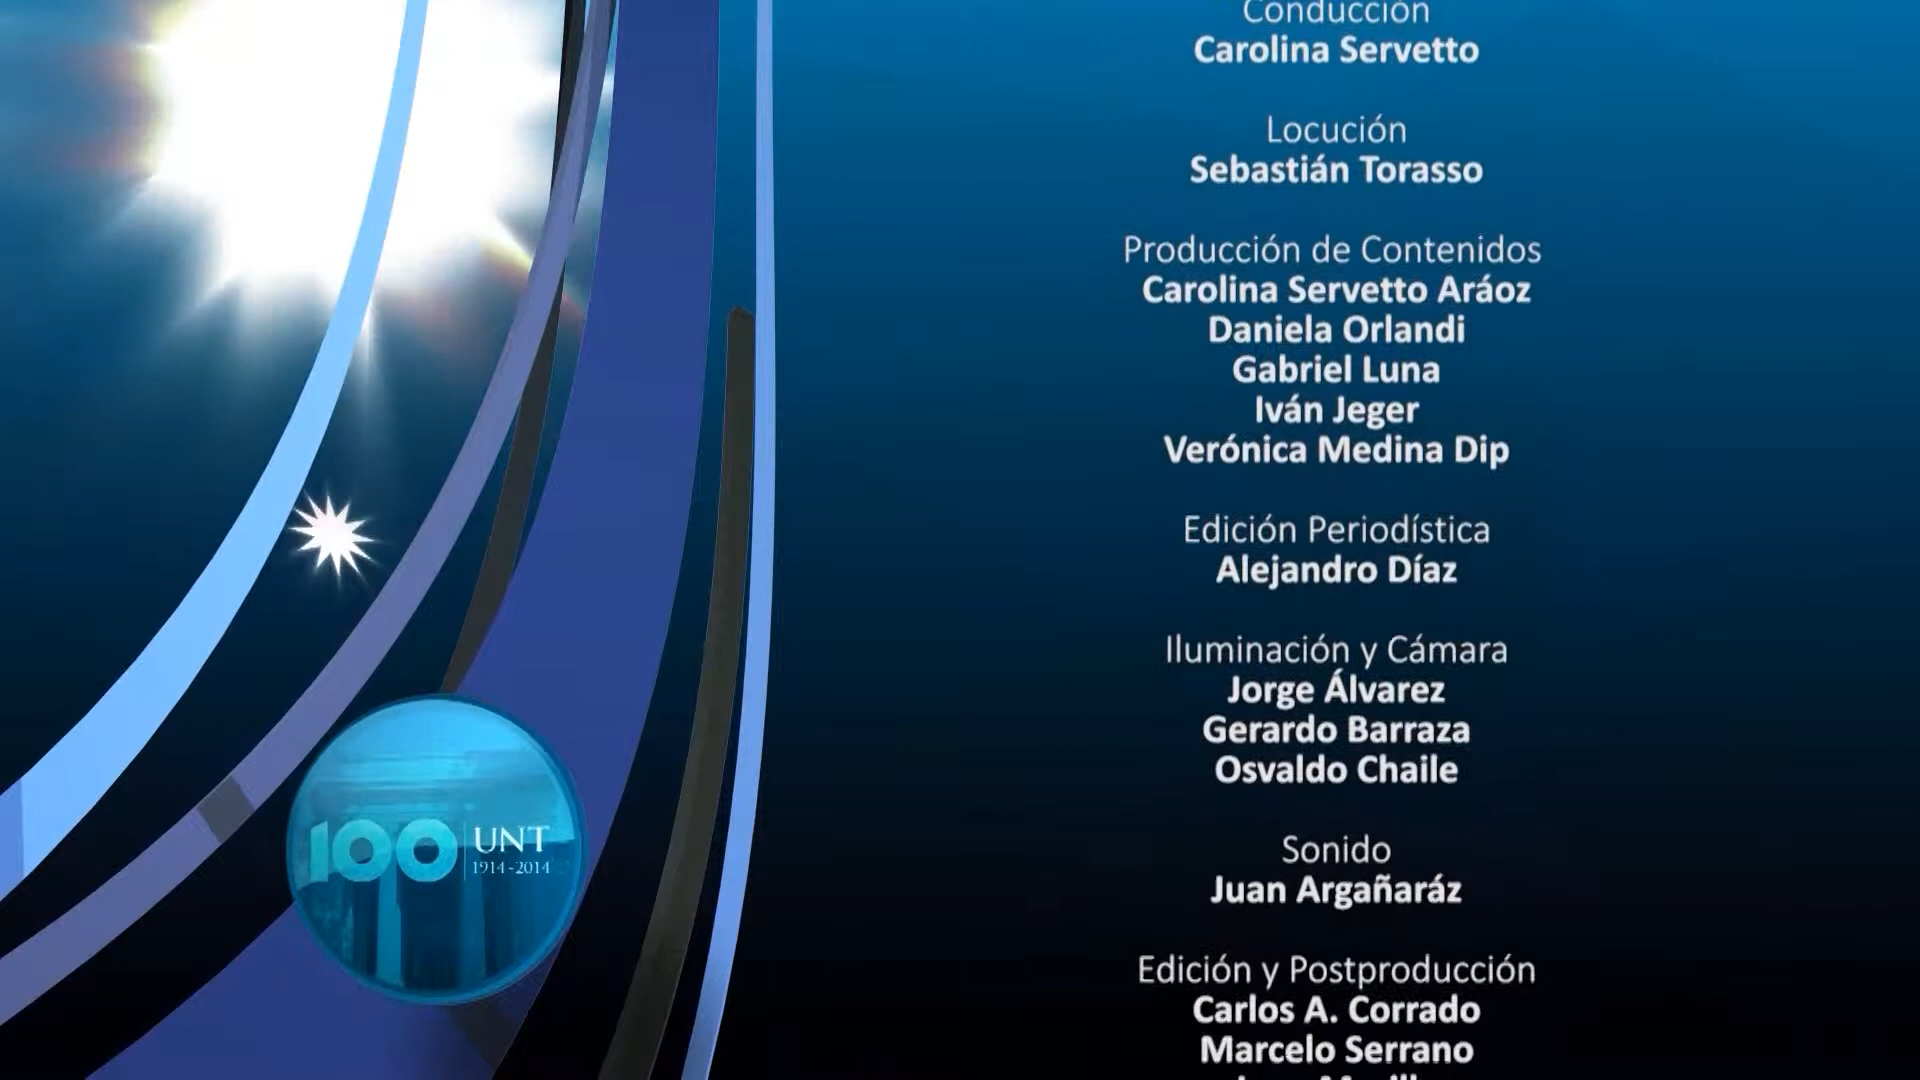 Conducción
Carolina Servetto
Locución
Sebastián Torasso
Producción de Contenidos
Carolina Servetto Aráoz
Daniela Orlandi
Gabriel Luna
Iván Jeger
Verónica Medina Dip
Edición Periodística
Alejandro Díaz
Iluminación y Cámara
Jorge Álvarez
Gerardo Barraza
Osvaldo Chaile
Sonido
Juan Argañaráz
Edición y Postproducción
Carlos A. Corrado
Marcelo Serrano
100 UNT
1914-2014